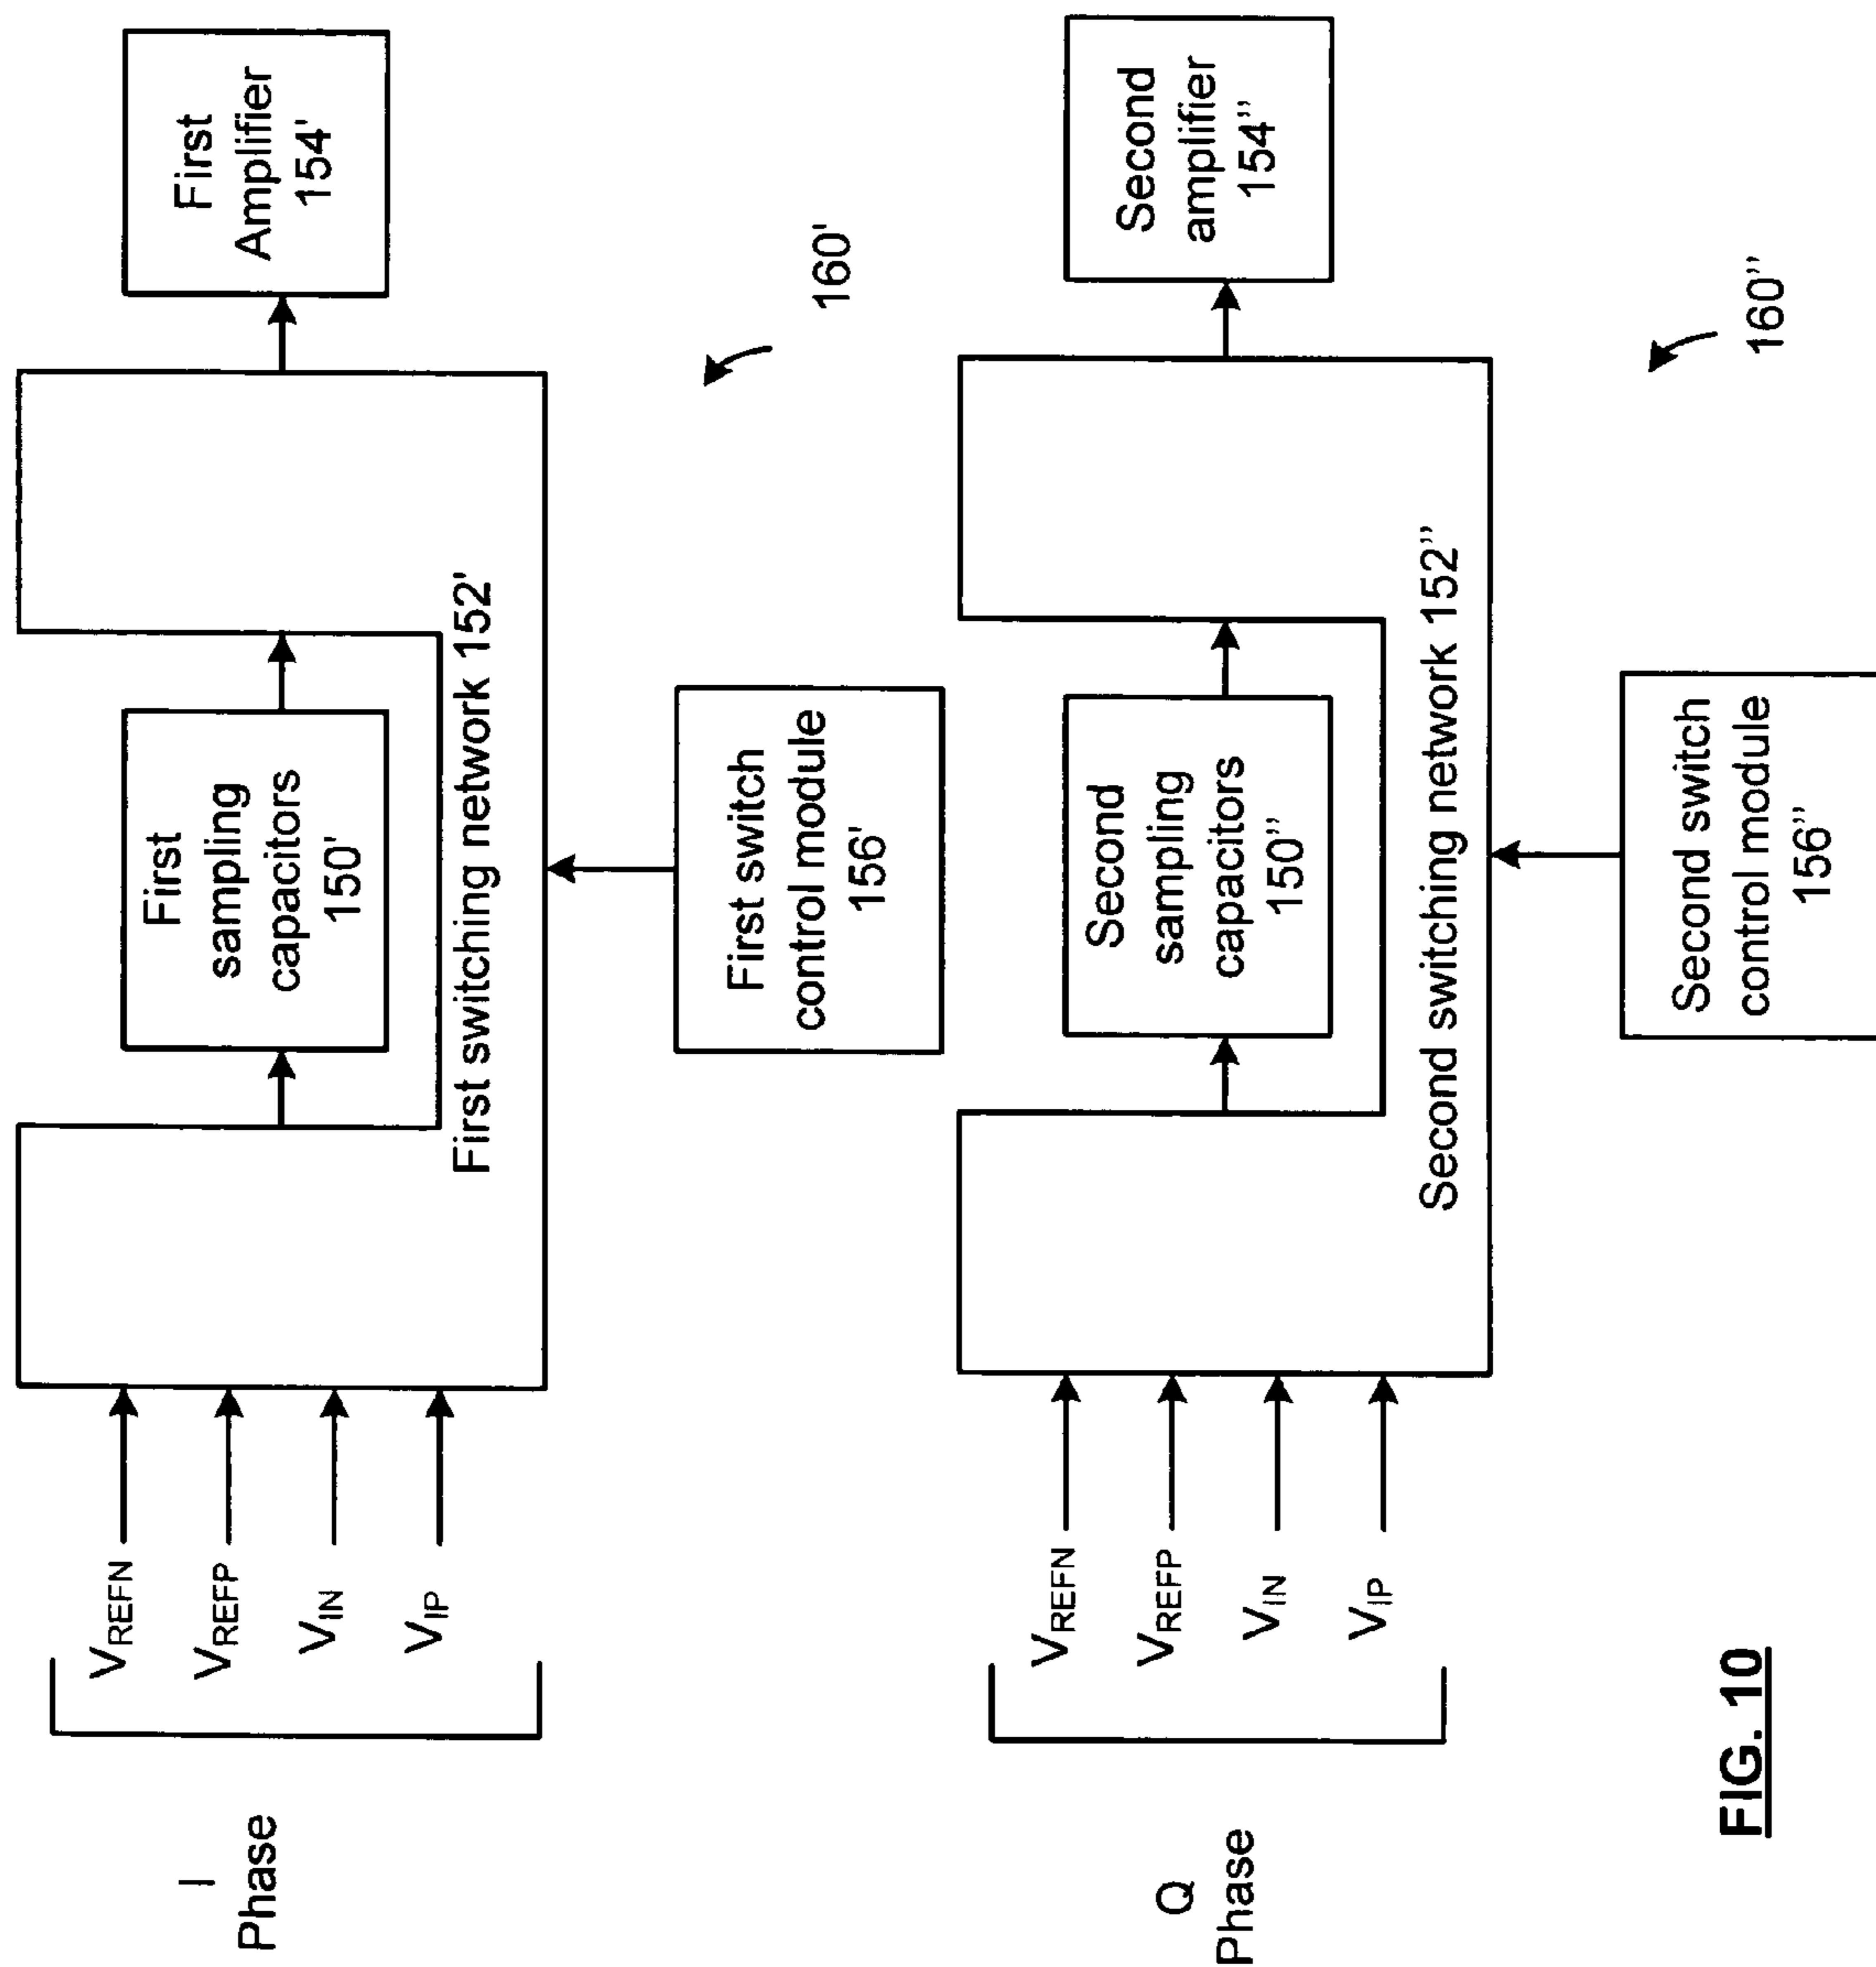 I
Phase
VREFN
VREFP
VIN
VIP
First
sampling
capacitors
150'
First switching network 152'
First
Amplifier
154'
First switch
control module
156'
160'
Q
Phase
VREFN
VREFP
VIN
VIP
Second
sampling
capacitors
150''
Second switching network 152''
Second
amplifier
154''
Second switch
control module
156''
160''
FIG. 10